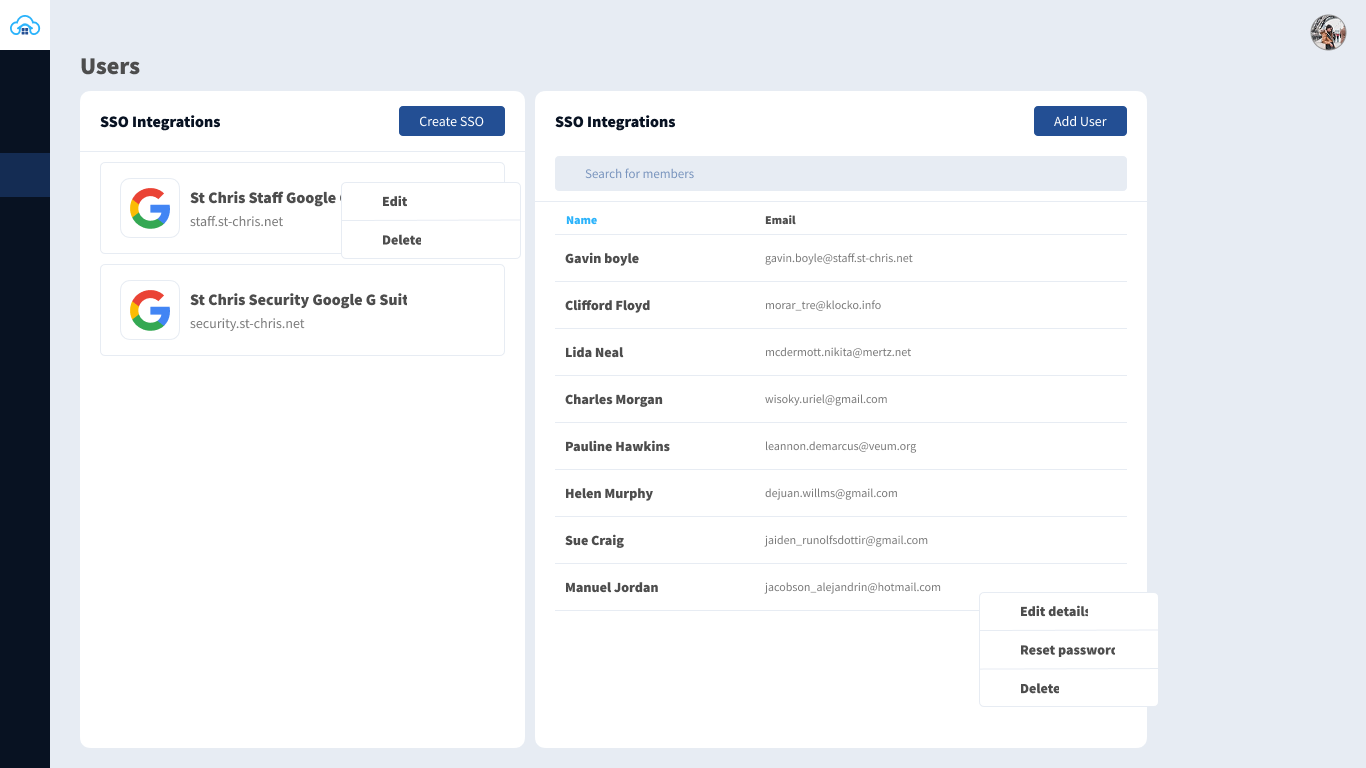 Users
SSO Integrations
Create SSO
St Chris Staff Google
staff.st-chris.net
Edit
Delete
St Chris Security Google G Suit
security.st-chris.net
SSO Integrations
Add User
Search for members
Name Email
Gavin boyle gavin.boyle@staff.st-chris.net
Clifford Floyd morar_tre@klocko.info
Lida Neal mcdermott.nikita@mertz.net
Charles Morgan wisoky.uriel@gmail.com
Pauline Hawkins leannon.demarcus@veum.org
Helen Murphy dejuan.willms@gmail.com
Sue Craig jaiden_runolfsdottir@gmail.com
Manuel Jordan jacobson_alejandrin@hotmail.com
Edit details
Reset password
Delete